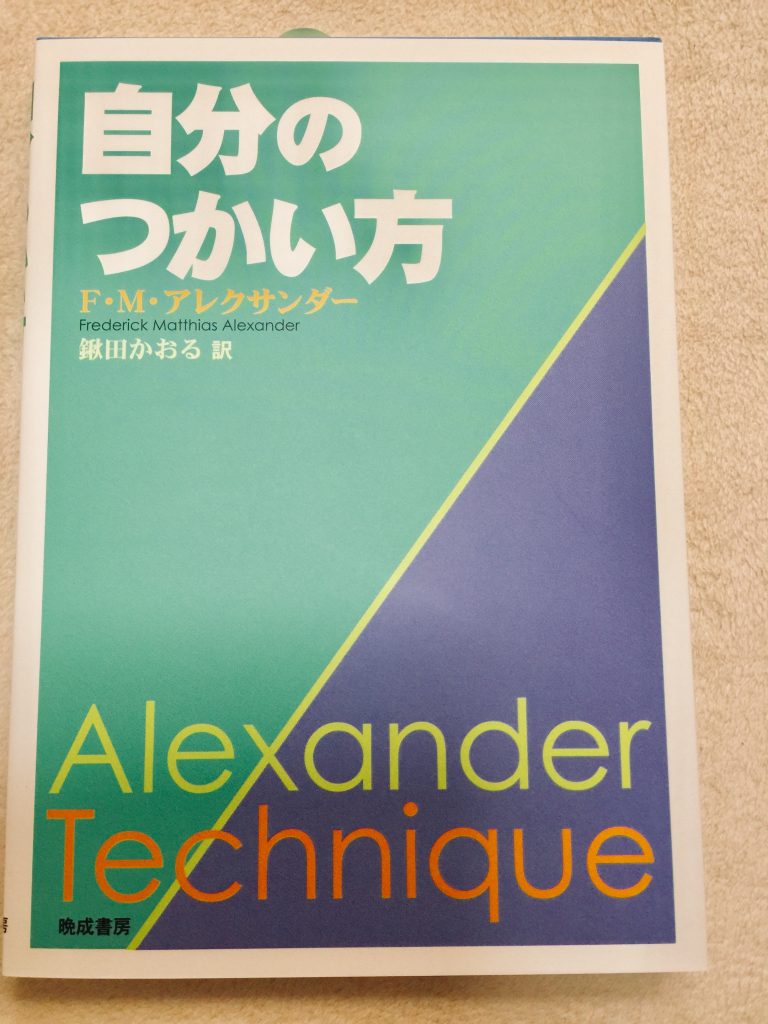 自分の
つかい方
F・M・アレクサンダー
Frederick Matthias Alexander
鍬田かおる 訳
Alexander
Technique
晩成書房
房